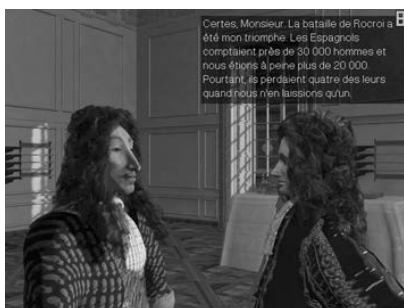 Certes, Monsieur. La bataille de Rocroi a
été mon triomphe. Les Espagnols
comptaient près de 30 000 hommes et
nous étions à peine plus de 20 000.
Pourtant, ils perdaient quatre des leurs
quand nous n'en laissions qu'un.